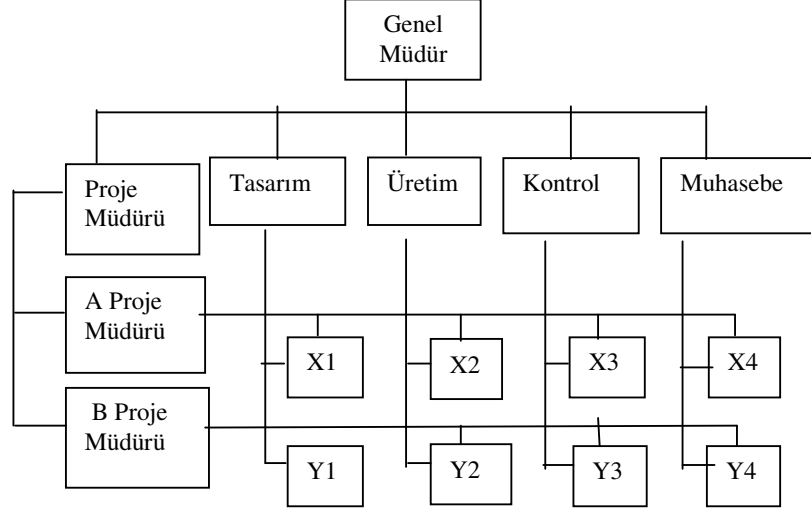 Genel
Müdür
Proje
Müdürü
Tasarım
Üretim
Kontrol
Muhasebe
A Proje
Müdürü
X1
X2
X3
X4
B Proje
Müdürü
Y1
Y2
Y3
Y4